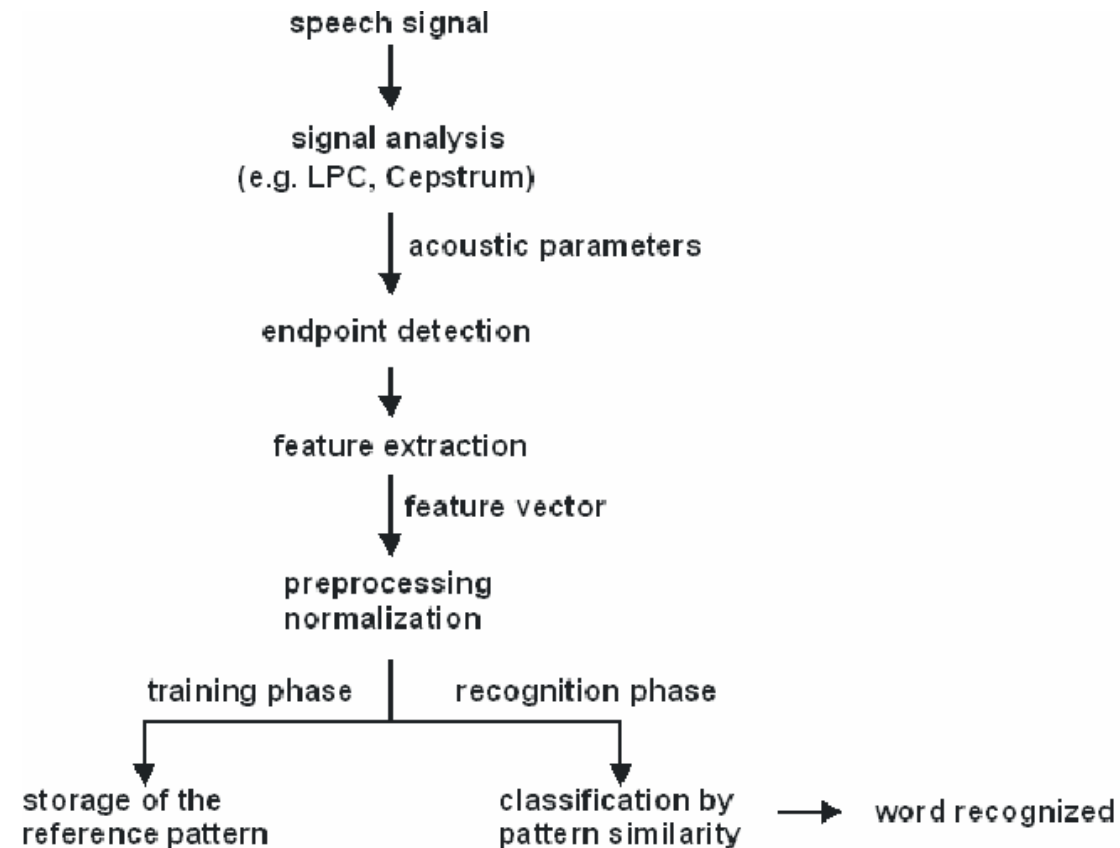 speech signal
signal analysis
(e.g. LPC, Cepstrum)
acoustic parameters
endpoint detection
feature extraction
feature vector
preprocessing
normalization
training phase
recognition phase
storage of the
reference pattern
classification by
pattern similarity
word recognized